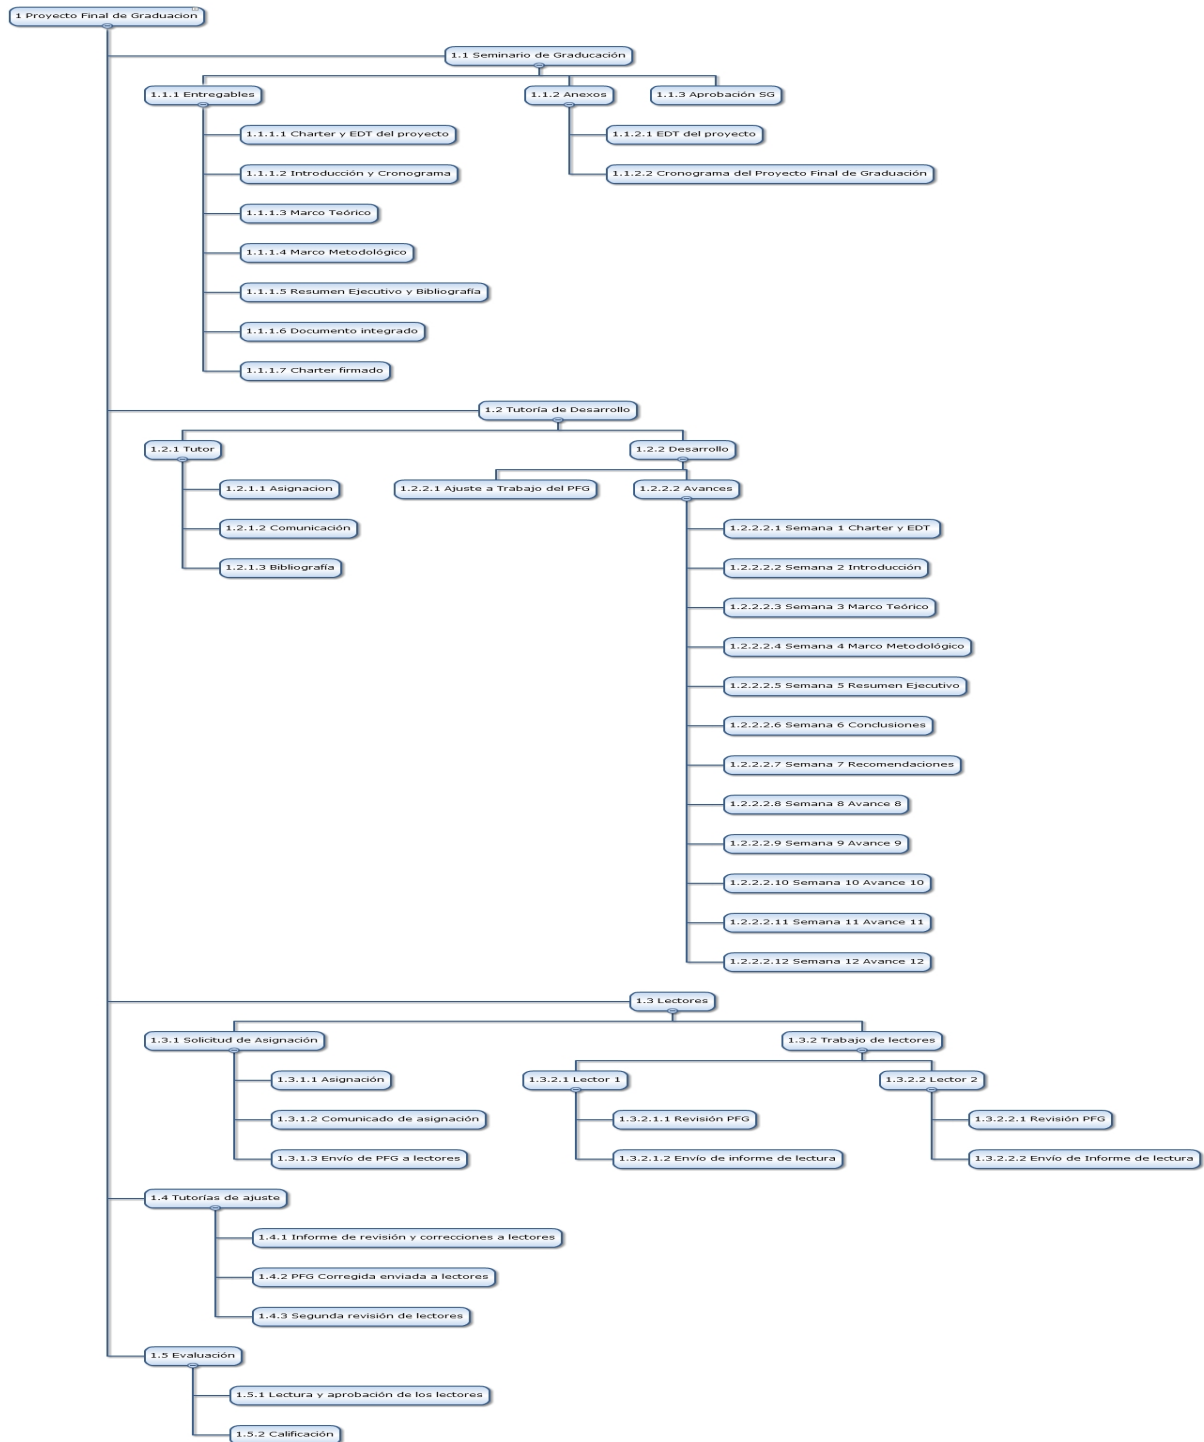 1 Proyecto Final de Graduacion
1.1 Seminario de Graducación
1.1.1 Entregables
1.1.2 Anexos
1.1.3 Aprobación SG
1.1.1.1 Charter y EDT del proyecto
1.1.2.1 EDT del proyecto
1.1.1.2 Introducción y Cronograma
1.1.2.2 Cronograma del Proyecto Final de Graduación
1.1.1.3 Marco Teórico
1.1.1.4 Marco Metodológico
1.1.1.5 Resumen Ejecutivo y Bibliografía
1.1.1.6 Documento integrado
1.1.1.7 Charter firmado
1.2 Tutoría de Desarrollo
1.2.1 Tutor
1.2.2 Desarrollo
1.2.1.1 Asignacion
1.2.2.1 Ajuste a Trabajo del PFG
1.2.2.2 Avances
1.2.1.2 Comunicación
1.2.2.2.1 Semana 1 Charter y EDT
1.2.1.3 Bibliografía
1.2.2.2.2 Semana 2 Introducción
1.2.2.2.3 Semana 3 Marco Teórico
1.2.2.2.4 Semana 4 Marco Metodológico
1.2.2.2.5 Semana 5 Resumen Ejecutivo
1.2.2.2.6 Semana 6 Conclusiones
1.2.2.2.7 Semana 7 Recomendaciones
1.2.2.2.8 Semana 8 Avance 8
1.2.2.2.9 Semana 9 Avance 9
1.2.2.2.10 Semana 10 Avance 10
1.2.2.2.11 Semana 11 Avance 11
1.2.2.2.12 Semana 12 Avance 12
1.3 Lectores
1.3.1 Solicitud de Asignación
1.3.2 Trabajo de lectores
1.3.1.1 Asignación
1.3.2.1 Lector 1
1.3.2.2 Lector 2
1.3.1.2 Comunicado de asignación
1.3.2.1.1 Revisión PFG
1.3.2.2.1 Revisión PFG
1.3.1.3 Envío de PFG a lectores
1.3.2.1.2 Envío de informe de lectura
1.3.2.2.2 Envío de Informe de lectura
1.4 Tutorías de ajuste
1.4.1 Informe de revisión y correcciones a lectores
1.4.2 PFG Corregida enviada a lectores
1.4.3 Segunda revisión de lectores
1.5 Evaluación
1.5.1 Lectura y aprobación de los lectores
1.5.2 Calificación